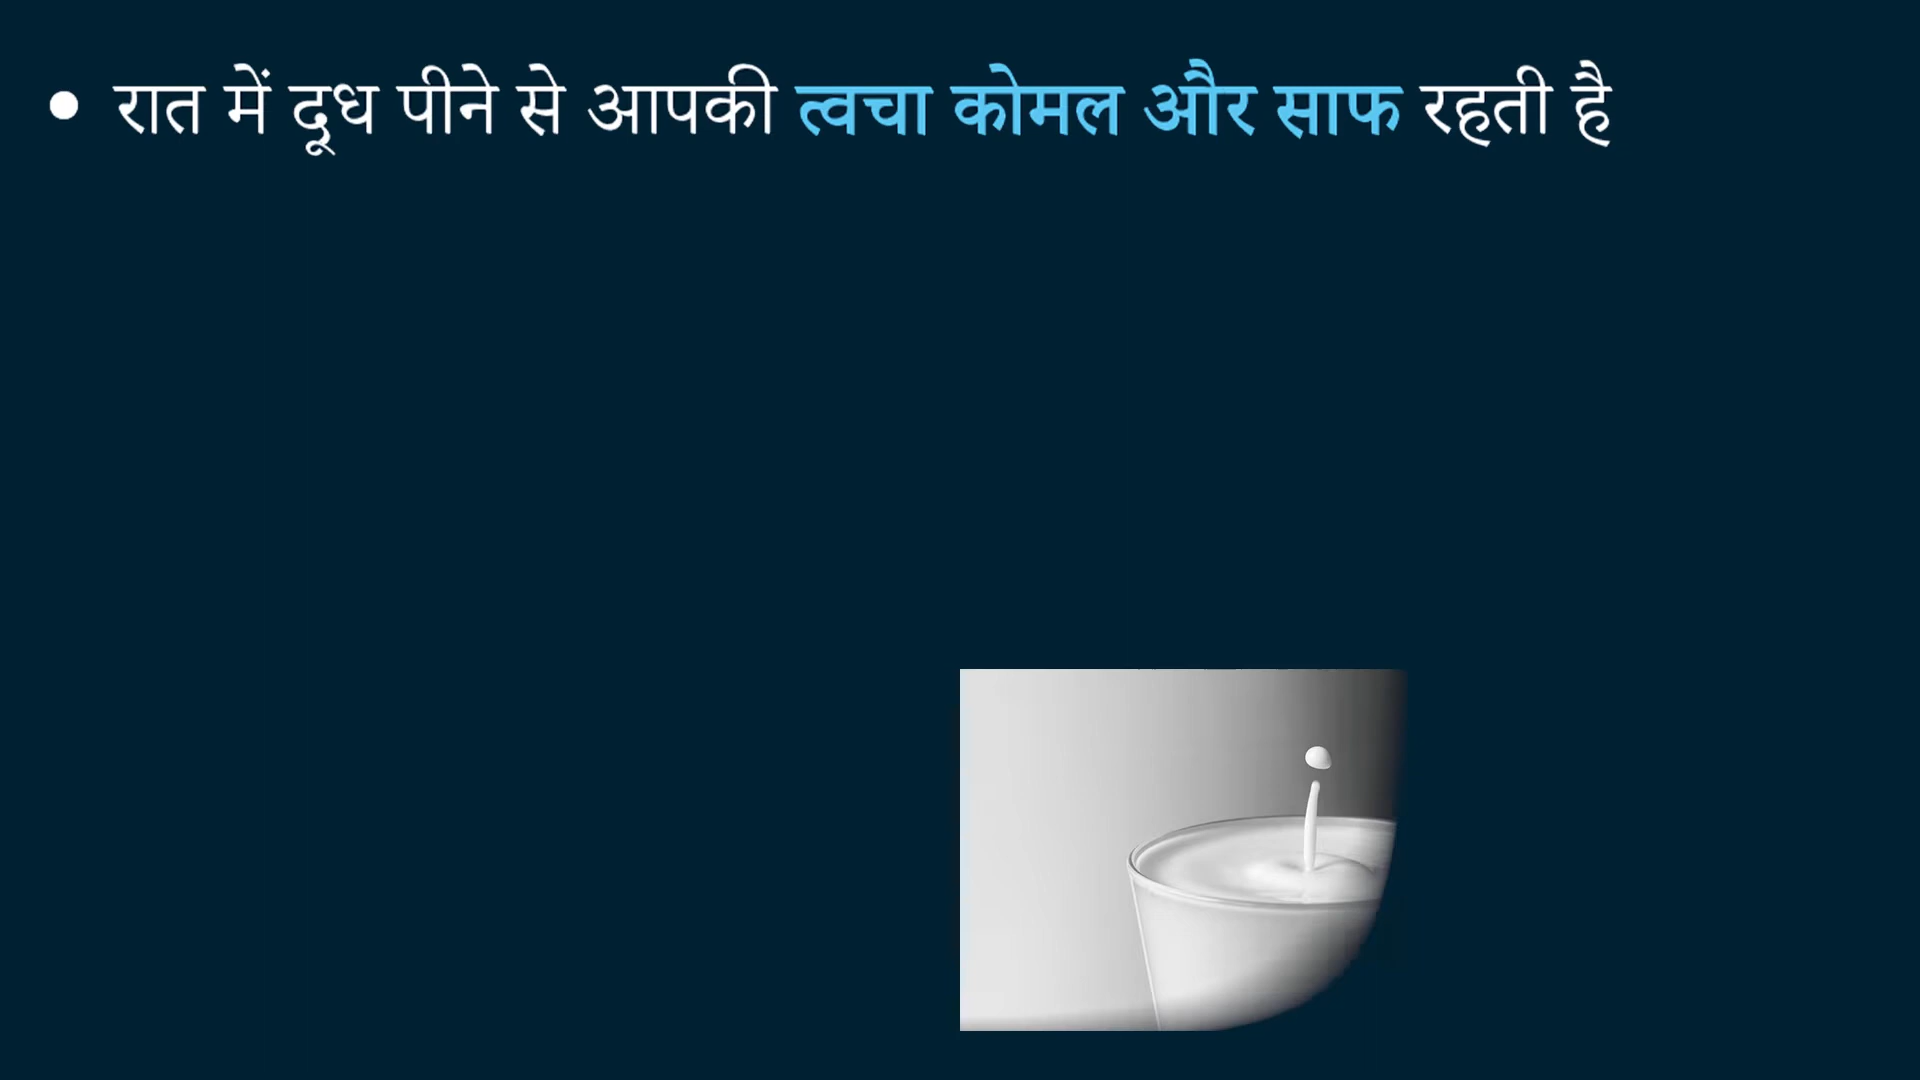 • रात में दूध पीने से आपकी त्वचा कोमल और साफ रहती है